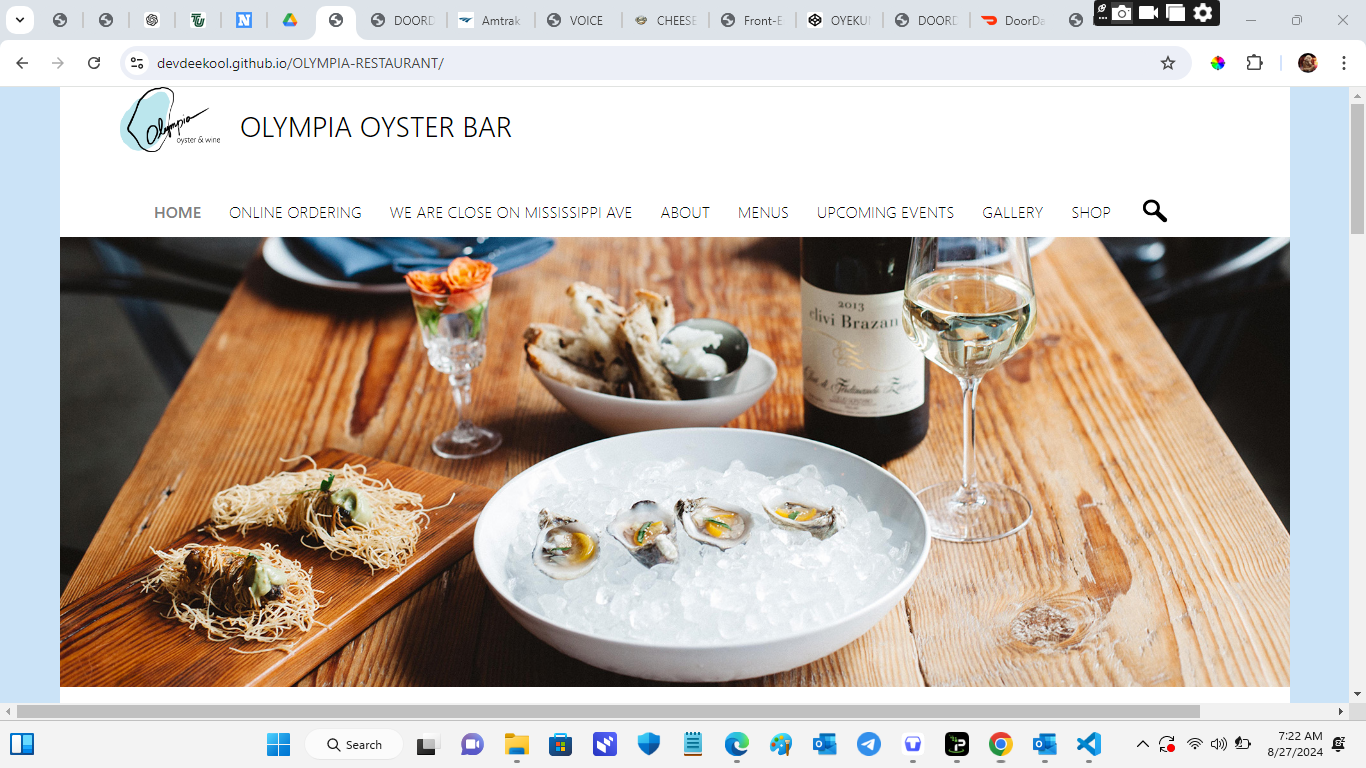 DOORD
Amtrak
VOICE
CHEESE
Front-E
OYEKUN
DOORD
DoorDa
devdeekool.github.io/OLYMPIA-RESTAURANT/
Olympia
oyster & wine
OLYMPIA OYSTER BAR
HOME ONLINE ORDERING WE ARE CLOSE ON MISSISSIPPI AVE ABOUT MENUS UPCOMING EVENTS GALLERY SHOP
2013
clivi Brazan
Search
7:22 AM
8/27/2024